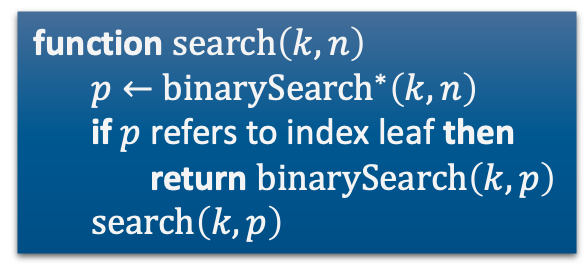 function search(k, n)
p ← binarySearch*(k, n)
if p refers to index leaf then
return binarySearch(k, p)
search(k, p)